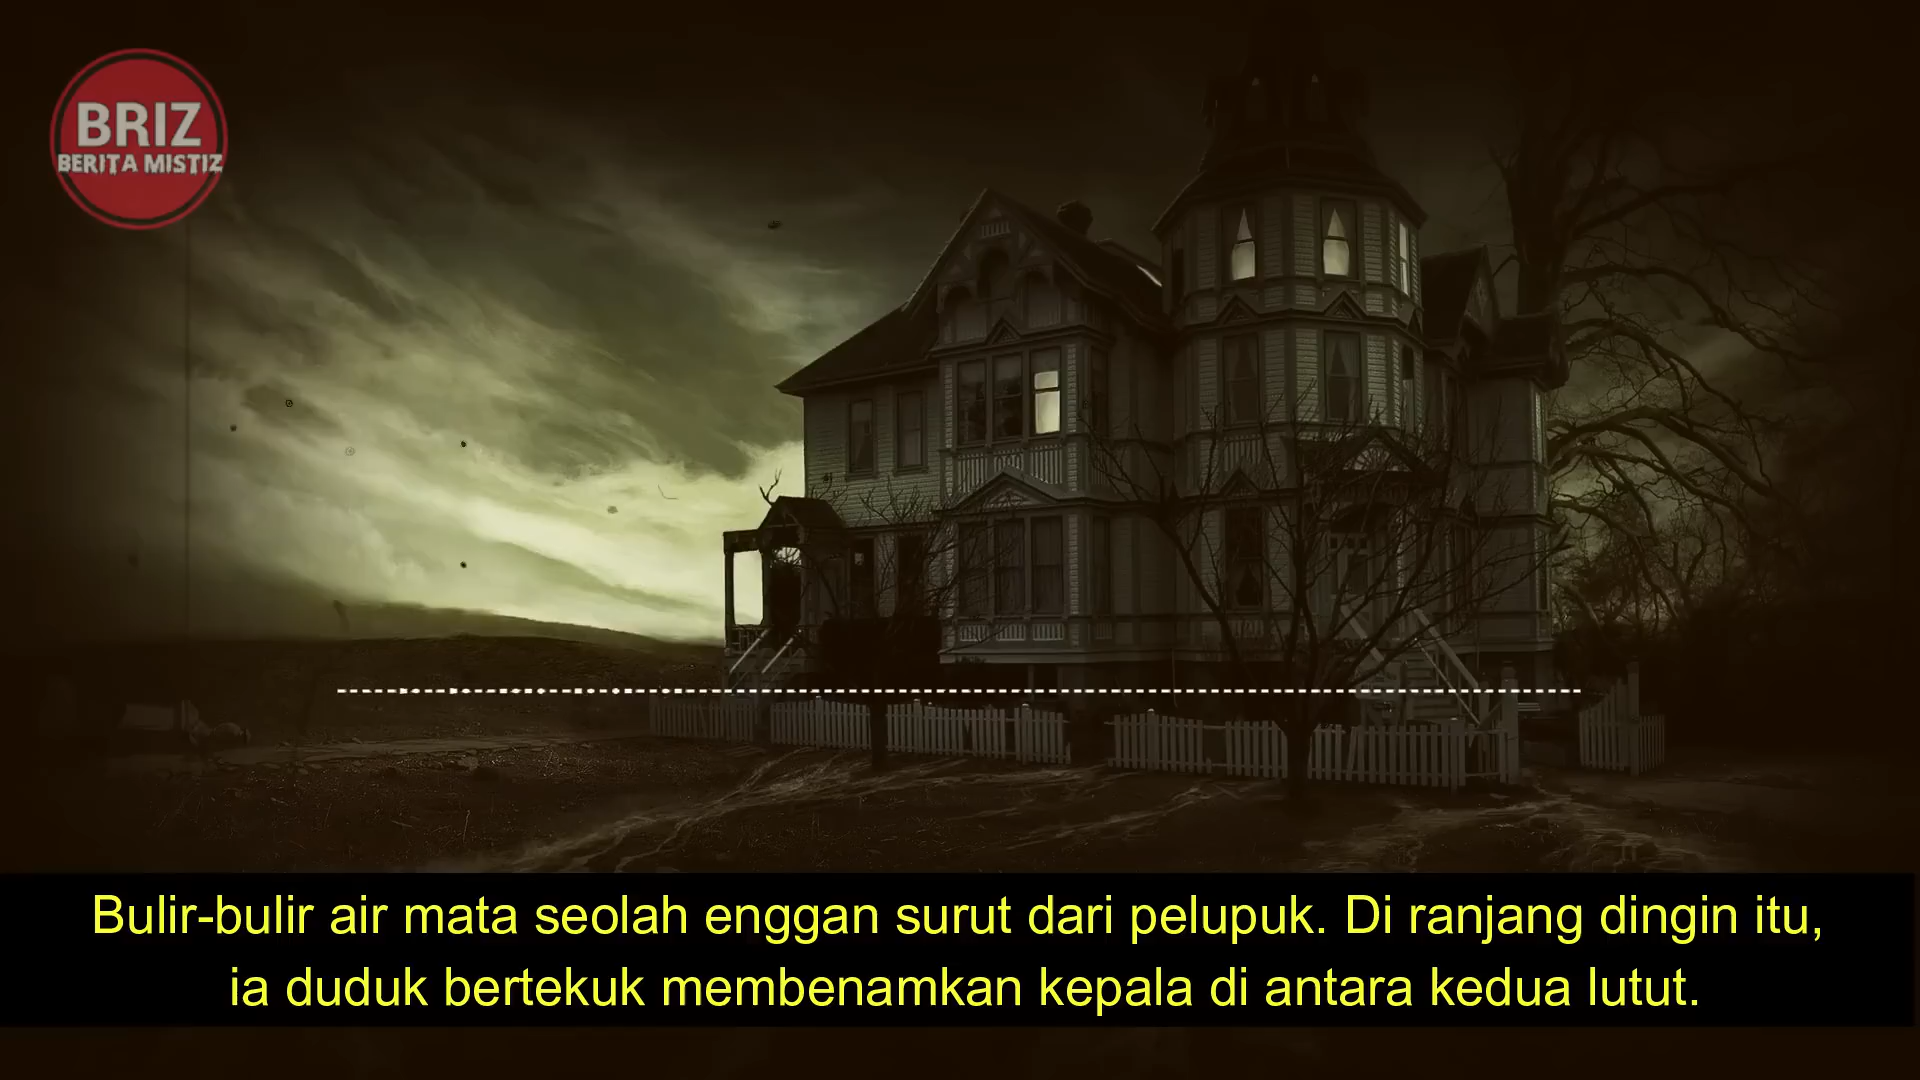 BRIZ
BERITA MISTIZ
Bulir-bulir air mata seolah enggan surut dari pelupuk. Di ranjang dingin itu,
ia duduk bertekuk membenamkan kepala di antara kedua lutut.